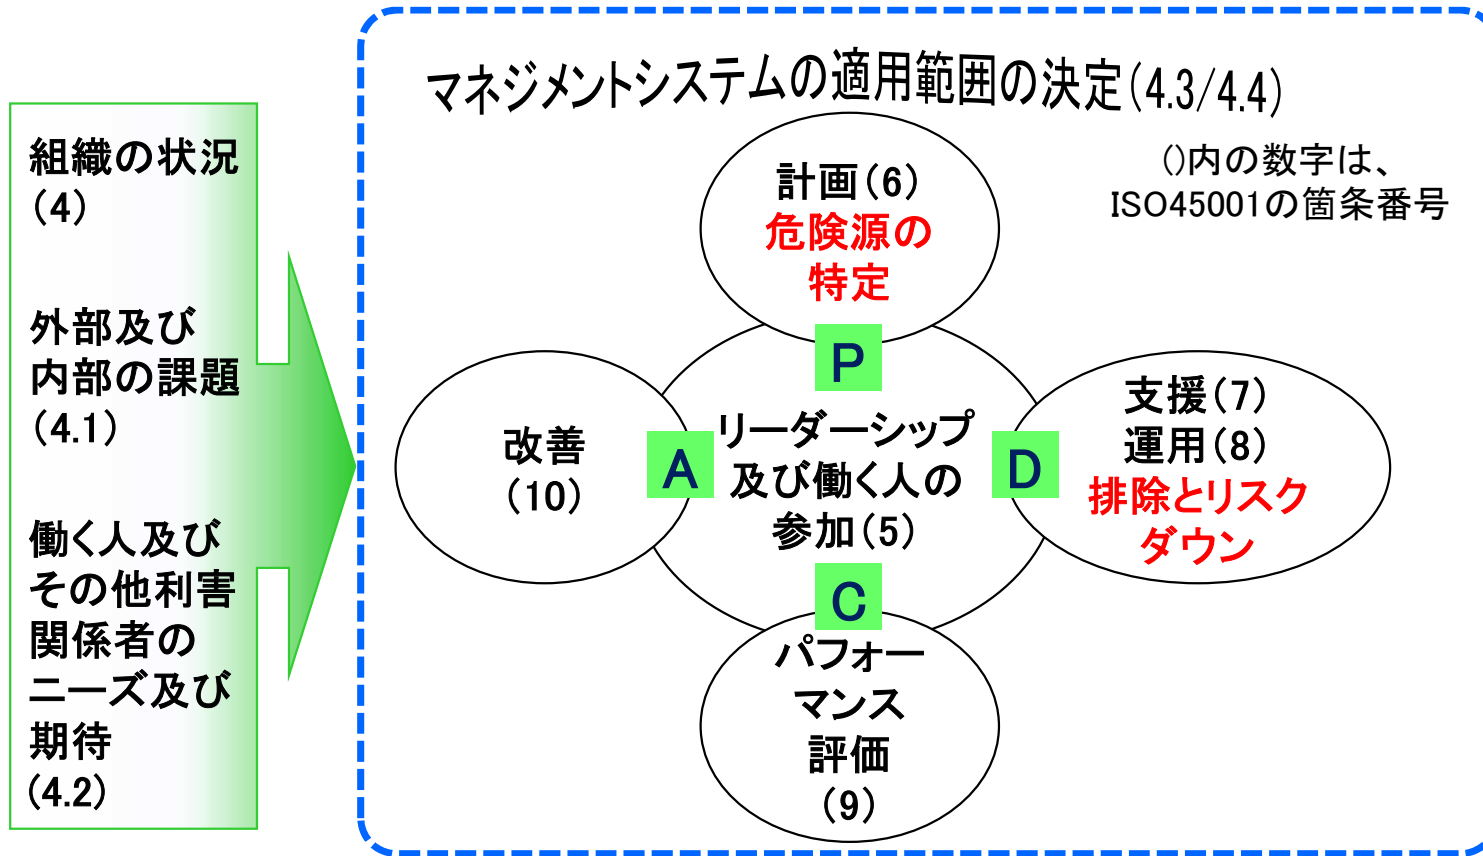 マネジメントシステムの適用範囲の決定(4.3/4.4)
()内の数字は、
ISO45001の箇条番号
組織の状況
(4)
外部及び
内部の課題
(4.1)
働く人及び
その他利害
関係者の
ニーズ及び
期待
(4.2)
計画(6)
危険源の
特定
P
支援(7)
運用(8)
排除とリスク
ダウン
D
リーダーシップ
及び働く人の
参加(5)
改善
(10)
A
C
パフォー
マンス
評価
(9)